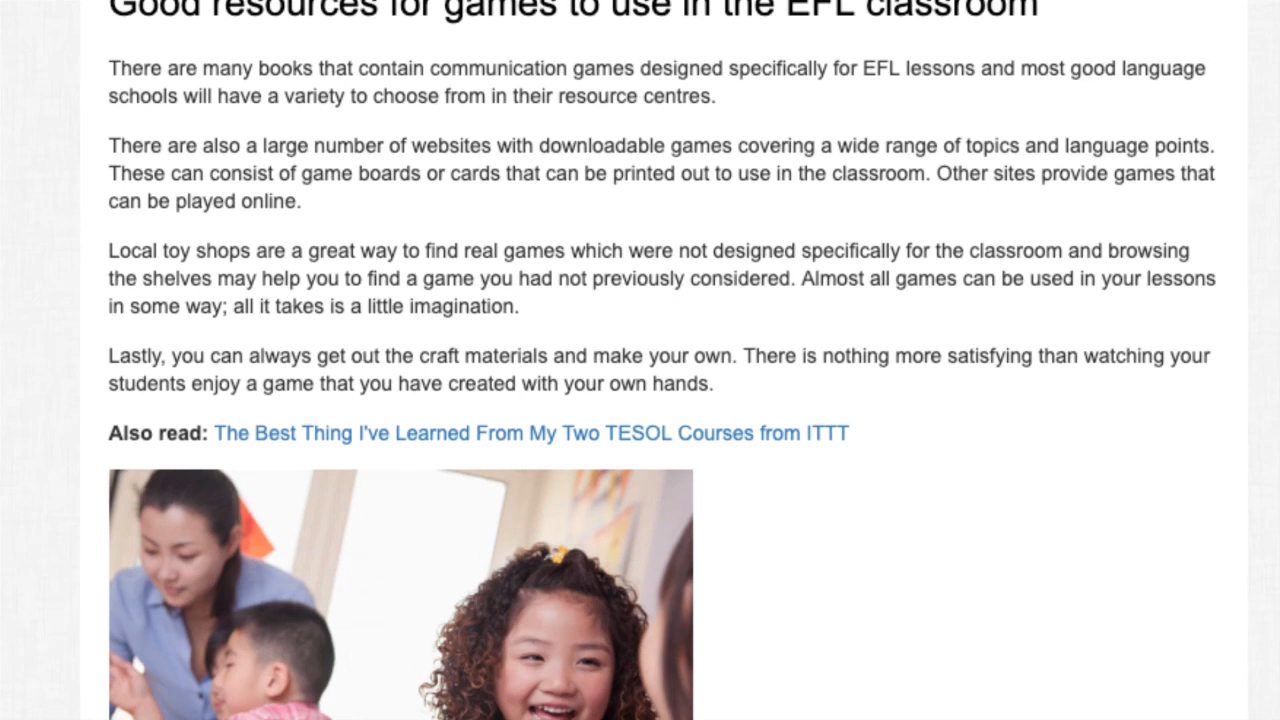 Good resources for games to use in the EFL classroom
There are many books that contain communication games designed specifically for EFL lessons and most good language
schools will have a variety to choose from in their resource centres.
There are also a large number of websites with downloadable games covering a wide range of topics and language points.
These can consist of game boards or cards that can be printed out to use in the classroom. Other sites provide games that
can be played online.
Local toy shops are a great way to find real games which were not designed specifically for the classroom and browsing
the shelves may help you to find a game you had not previously considered. Almost all games can be used in your lessons
in some way; all it takes is a little imagination.
Lastly, you can always get out the craft materials and make your own. There is nothing more satisfying than watching your
students enjoy a game that you have created with your own hands.
Also read: The Best Thing I've Learned From My Two TESOL Courses from ITTT